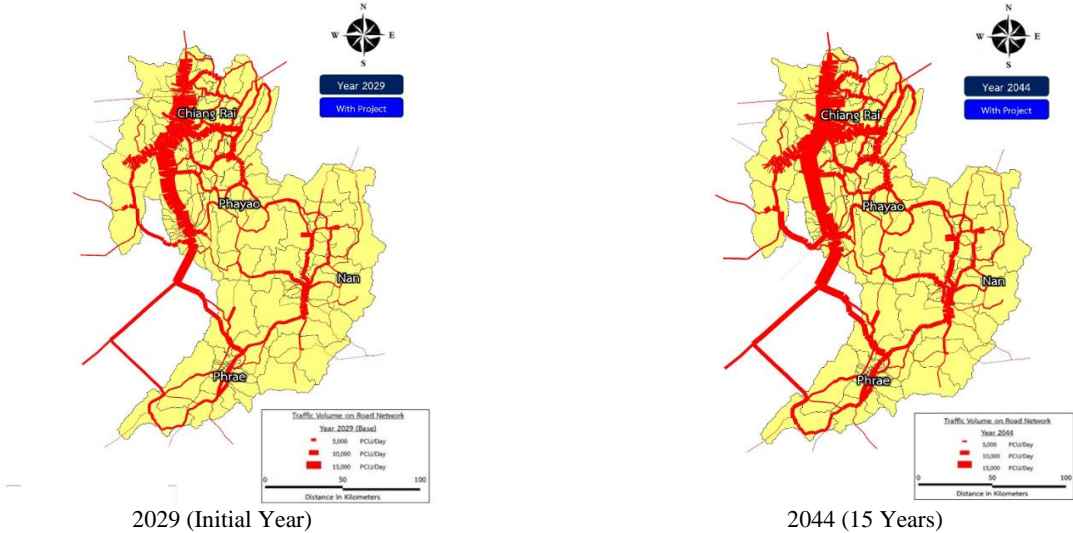 N
W E
S
Year 2029
With Project
Chiang Rai
Phayao
Nan
Phrae
Traffic Volume on Road Network
Year 2029 (Base)
5,000 PCU/Day
10,000 PCU/Day
15,000 PCU/Day
0 50 100
Distance in Kilometers
2029 (Initial Year)
N
W E
S
Year 2044
With Project
Chiang Rai
Phayao
Nan
Phrae
Traffic Volume on Road Network
Year 2044
5,000 PCU/Day
10,000 PCU/Day
15,000 PCU/Day
0 50 100
Distance in Kilometers
2044 (15 Years)